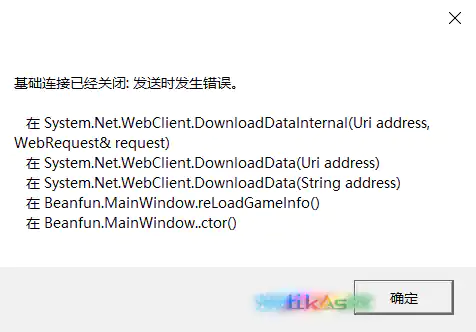 基础连接已经关闭: 发送时发生错误。
在 System.Net.WebClient.DownloadDataInternal(Uri address,
WebRequest& request)
在 System.Net.WebClient.DownloadData(Uri address)
在 System.Net.WebClient.DownloadData(String address)
在 Beanfun.MainWindow.reLoadGameInfo()
在 Beanfun.MainWindow..ctor()
确定